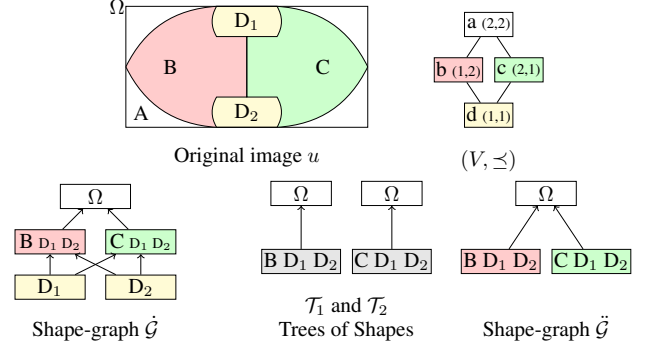 Ω
D₁
B
C
A
D₂
Original image u
a (2,2)
b (1,2) c (2,1)
d (1,1)
(V, ⪯)
Ω
B D₁ D₂ C D₁ D₂
D₁ D₂
Shape-graph Ġ
Ω Ω
B D₁ D₂ C D₁ D₂
𝒯₁ and 𝒯₂
Trees of Shapes
Ω
B D₁ D₂ C D₁ D₂
Shape-graph G̈